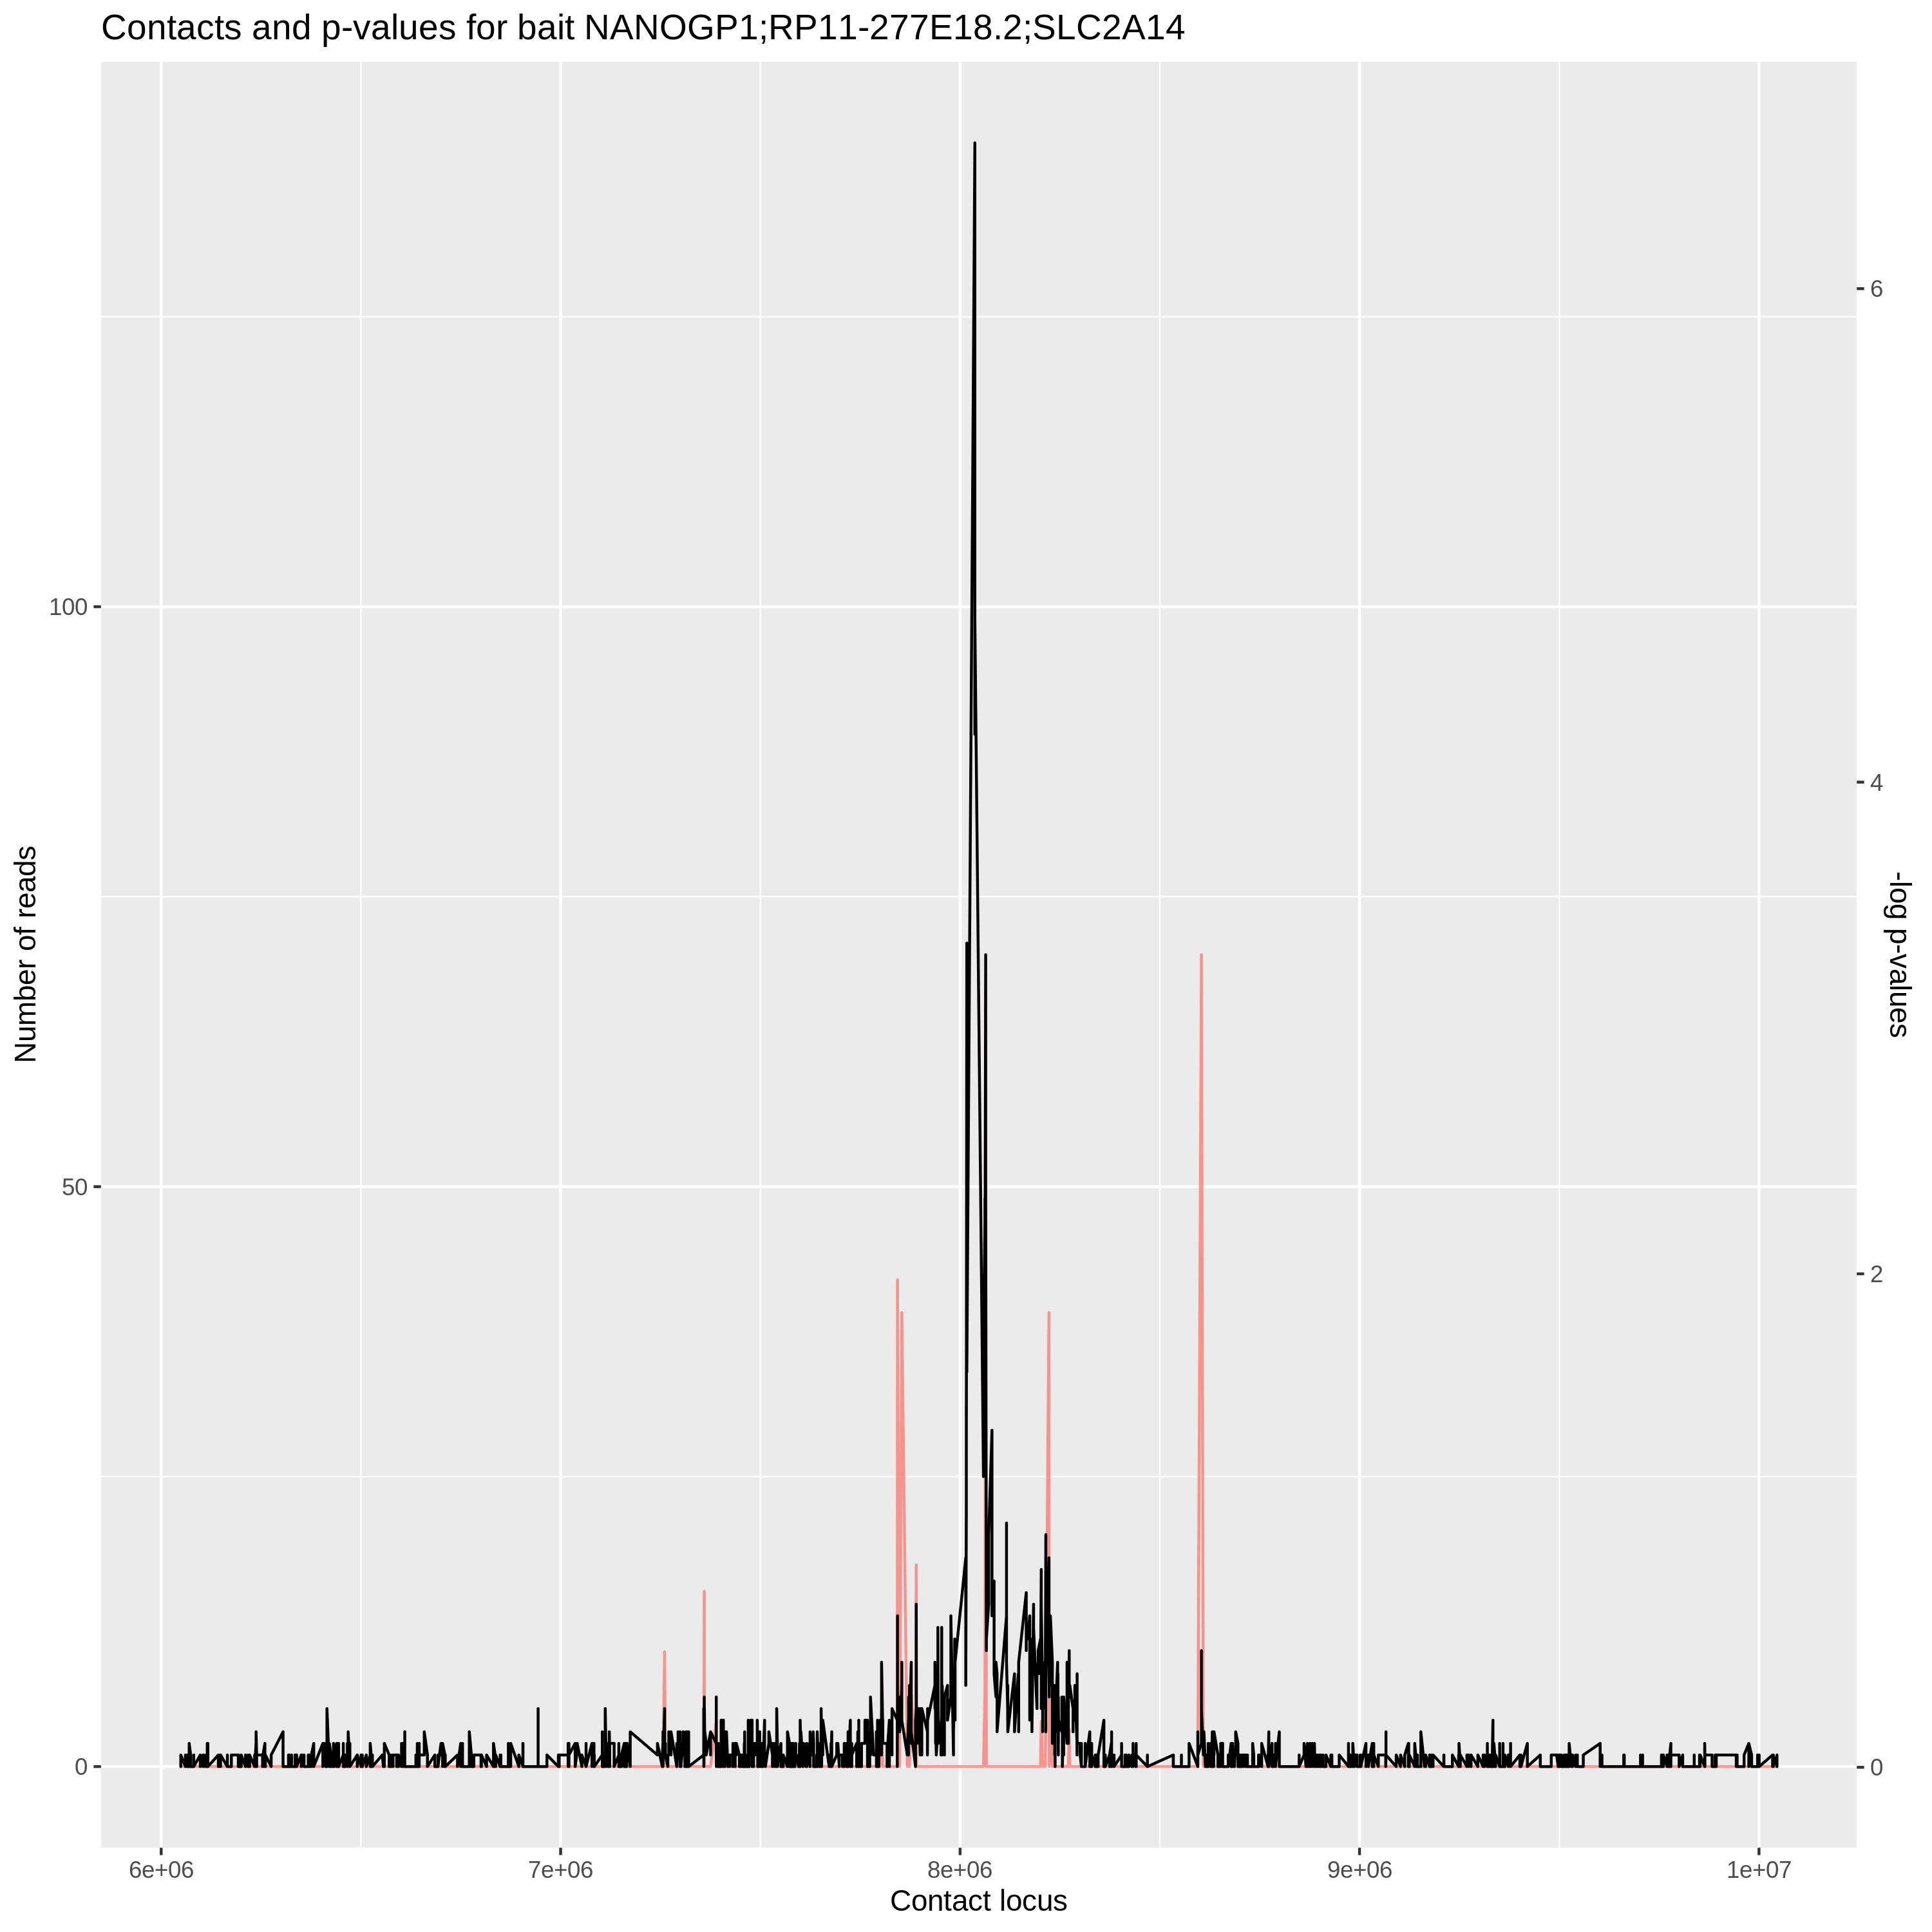 Contacts and p-values for bait NANOGP1;RP11-277E18.2;SLC2A14
Number of reads
100
50
0
6
4
2
0
-log p-values
6e+06
7e+06
8e+06
9e+06
1e+07
Contact locus